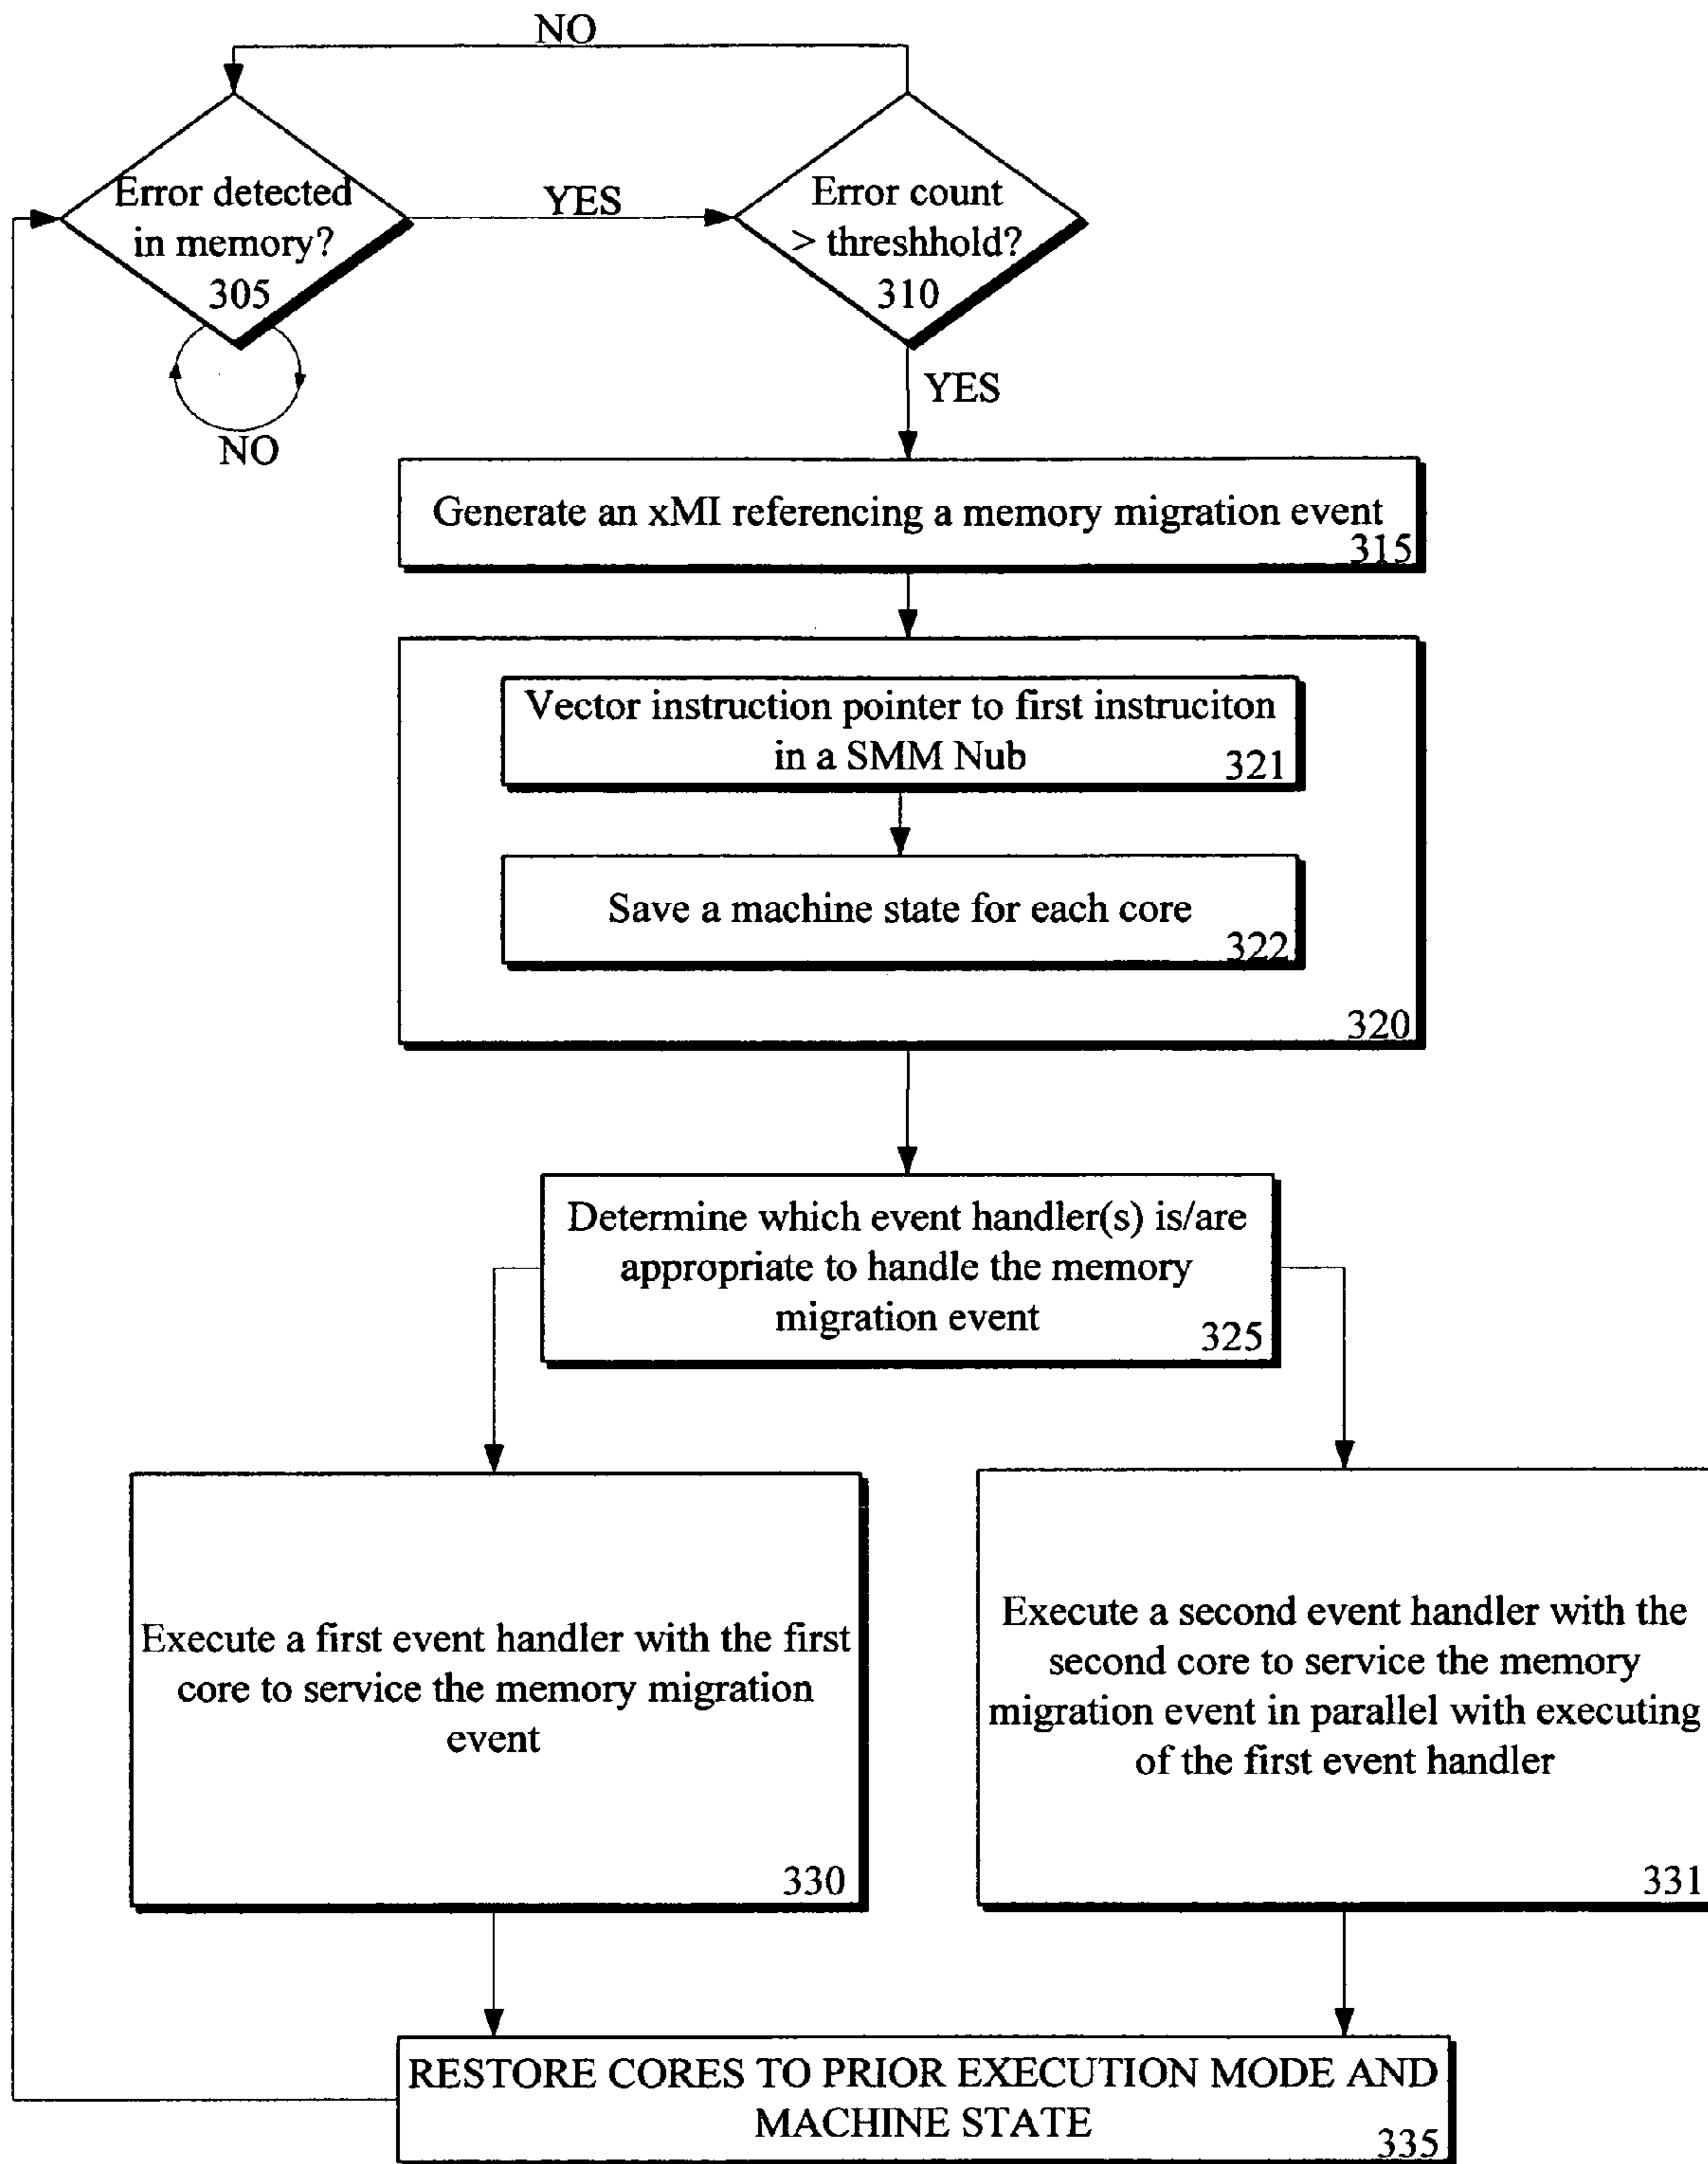 NO
Error detected
in memory?
305
YES
Error count
> threshhold?
310
NO
YES
Generate an xMI referencing a memory migration event
315
Vector instruction pointer to first instruciton
in a SMM Nub
321
Save a machine state for each core
322
320
Determine which event handler(s) is/are
appropriate to handle the memory
migration event
325
Execute a first event handler with the first
core to service the memory migration
event
330
Execute a second event handler with the
second core to service the memory
migration event in parallel with executing
of the first event handler
331
RESTORE CORES TO PRIOR EXECUTION MODE AND
MACHINE STATE
335